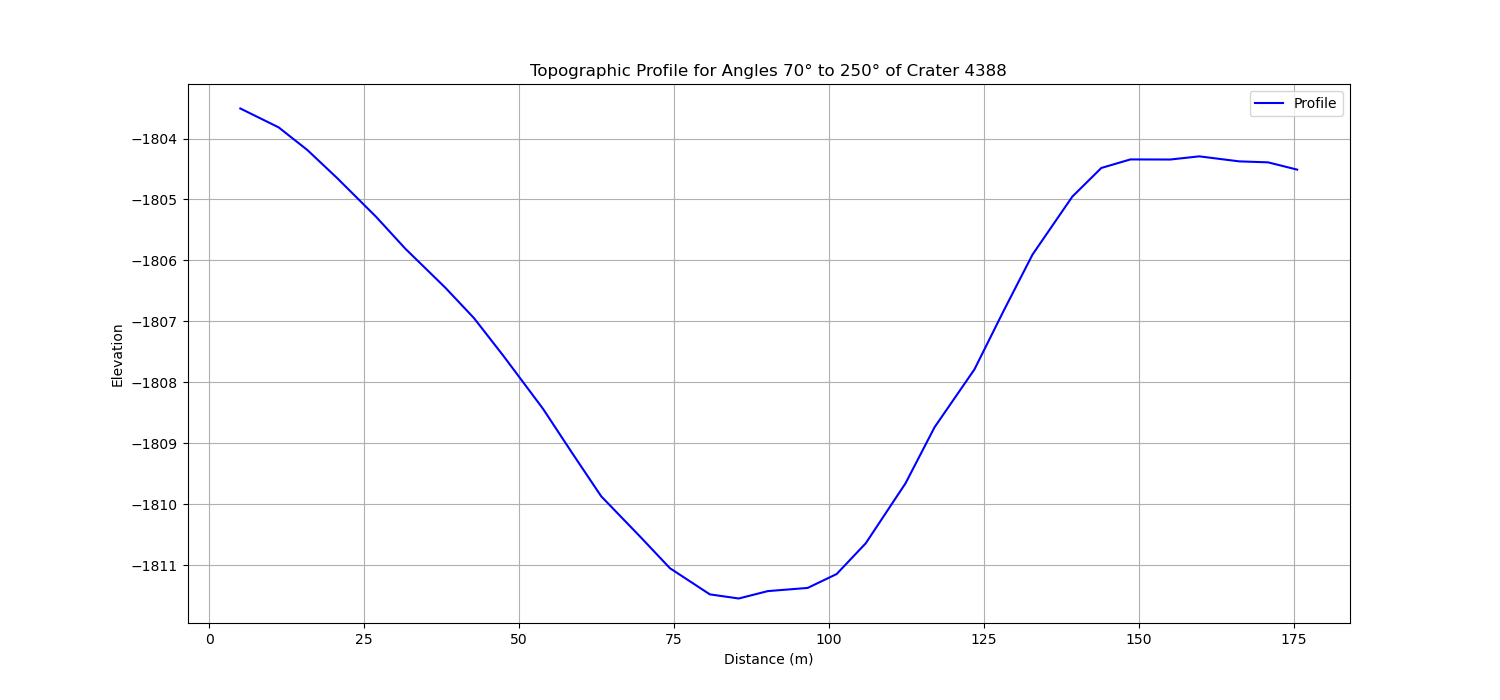 Topographic Profile for Angles 70° to 250° of Crater 4388
Profile
−1804
−1805
−1806
−1807
−1808
−1809
−1810
−1811
Elevation
0 25 50 75 100 125 150 175
Distance (m)